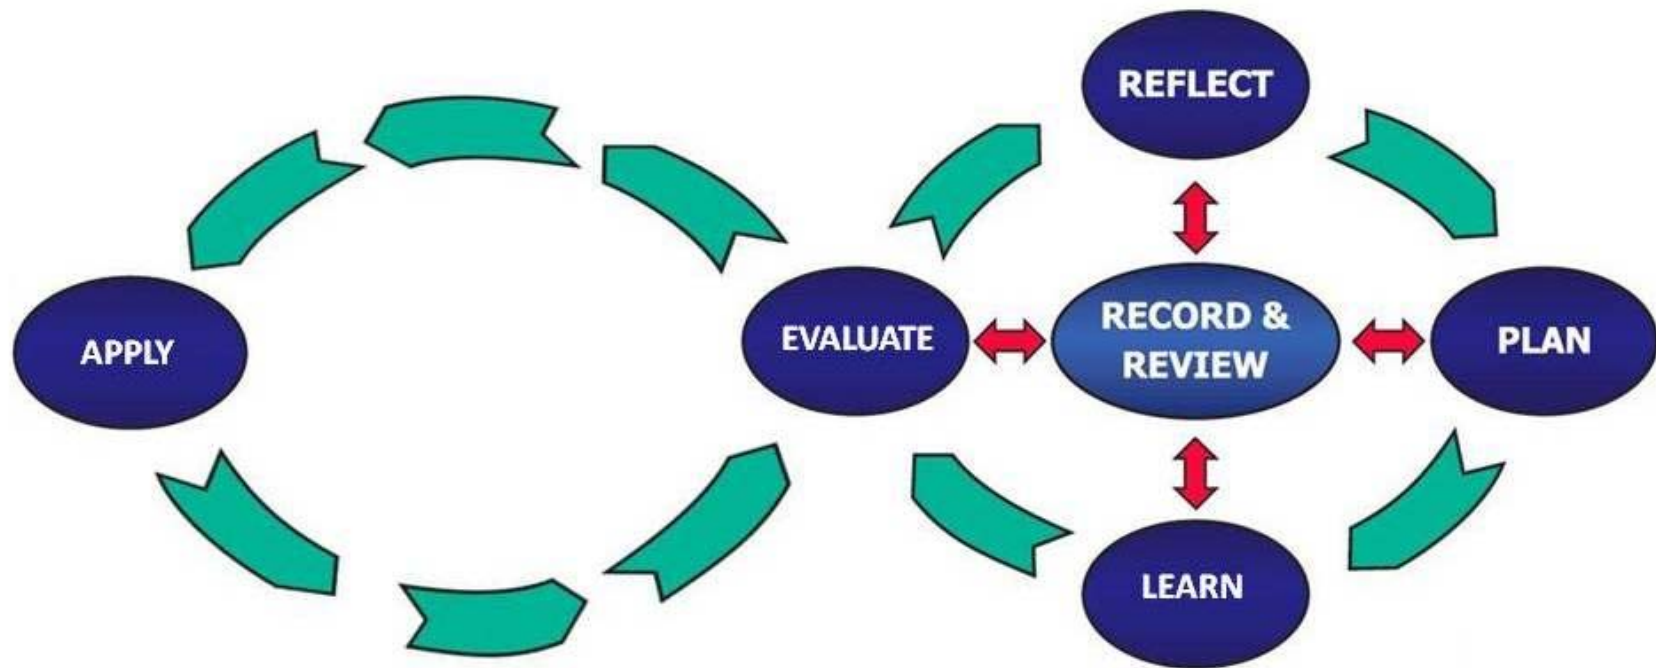 REFLECT
APPLY
EVALUATE
RECORD &
REVIEW
PLAN
LEARN